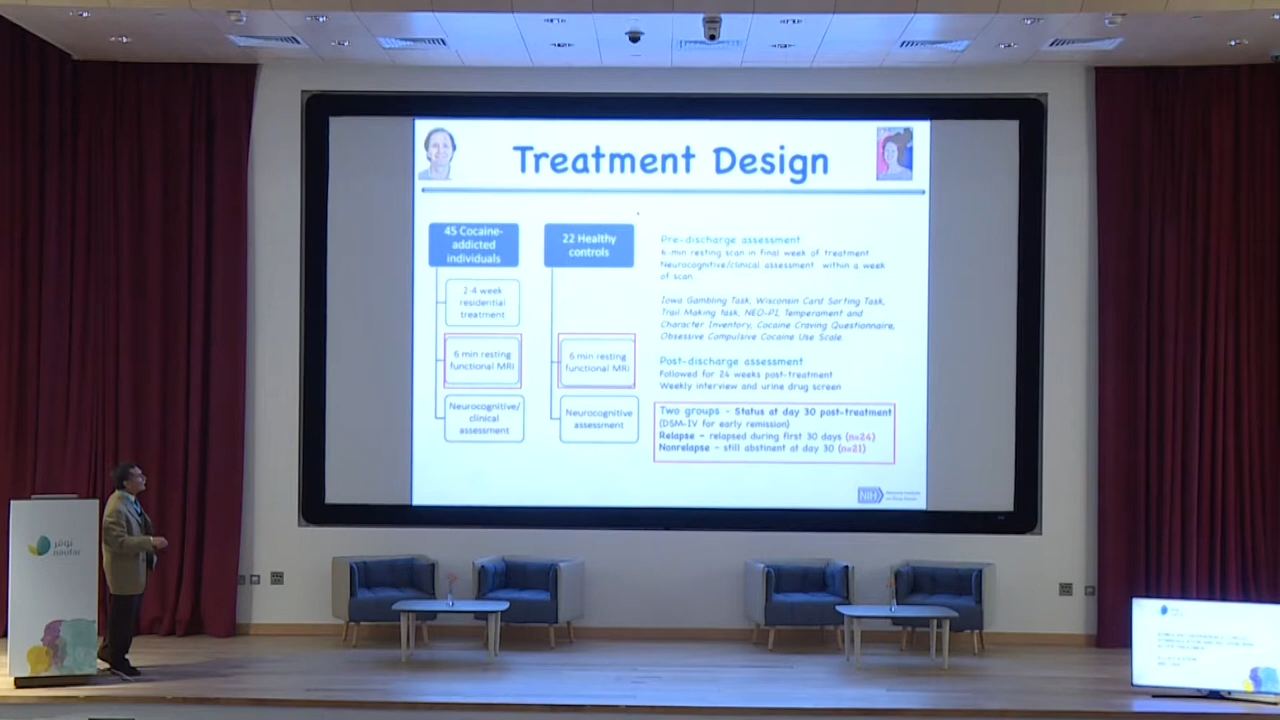 Treatment Design
45 Cocaine-
addicted
individuals
2-4 week
residential
treatment
6 min resting
functional MRI
Neurocognitive/
clinical
assessment
22 Healthy
controls
6 min resting
functional MRI
Neurocognitive
assessment
Pre-discharge assessment
6-min resting scan in final week of treatment
Neurocognitive/clinical assessment within a week
of scan
Iowa Gambling Task, Wisconsin Card Sorting Task,
Trail Making Task, NEO-PI, Temperament and
Character Inventory, Cocaine Craving Questionnaire,
Obsessive Compulsive Cocaine Use Scale.
Post-discharge assessment
Followed for 24 weeks post-treatment
Weekly interview and urine drug screen
Two groups - Status at day 30 post-treatment
(DSM-IV for early remission)
Relapse - relapsed during first 30 days (n=24)
Nonrelapse - still abstinent at day 30 (n=21)
NIH
نوفر
naufar